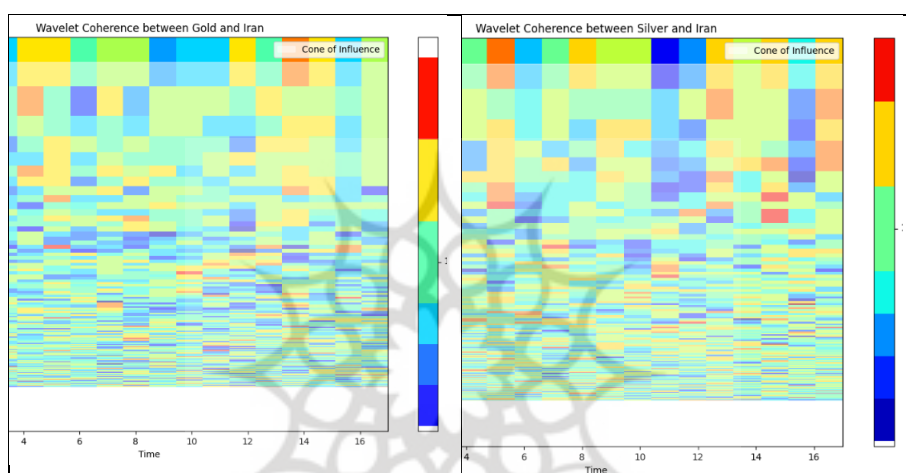 Wavelet Coherence between Gold and Iran
Cone of Influence
4 6 8 10 12 14 16
Time
Wavelet Coherence between Silver and Iran
Cone of Influence
4 6 8 10 12 14 16
Time